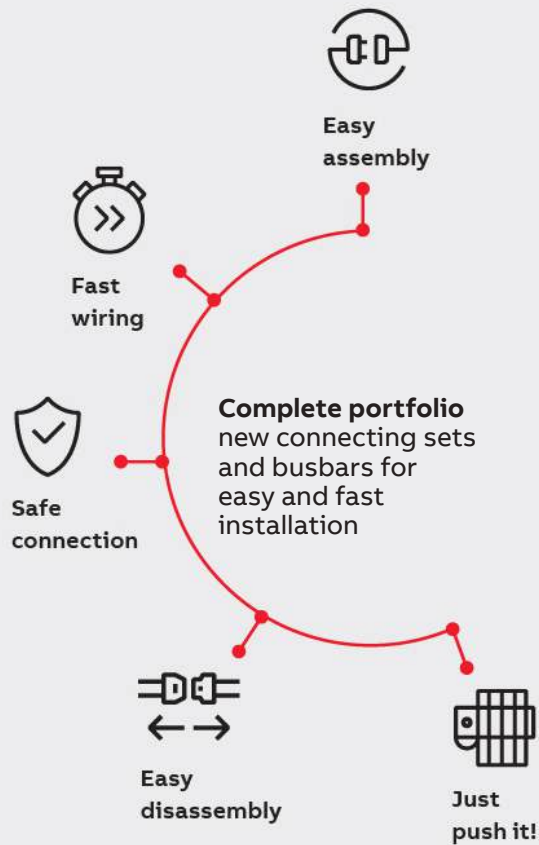 Easy
assembly
Fast
wiring
Complete portfolio
new connecting sets
and busbars for
easy and fast
installation
Safe
connection
Easy
disassembly
Just
push it!